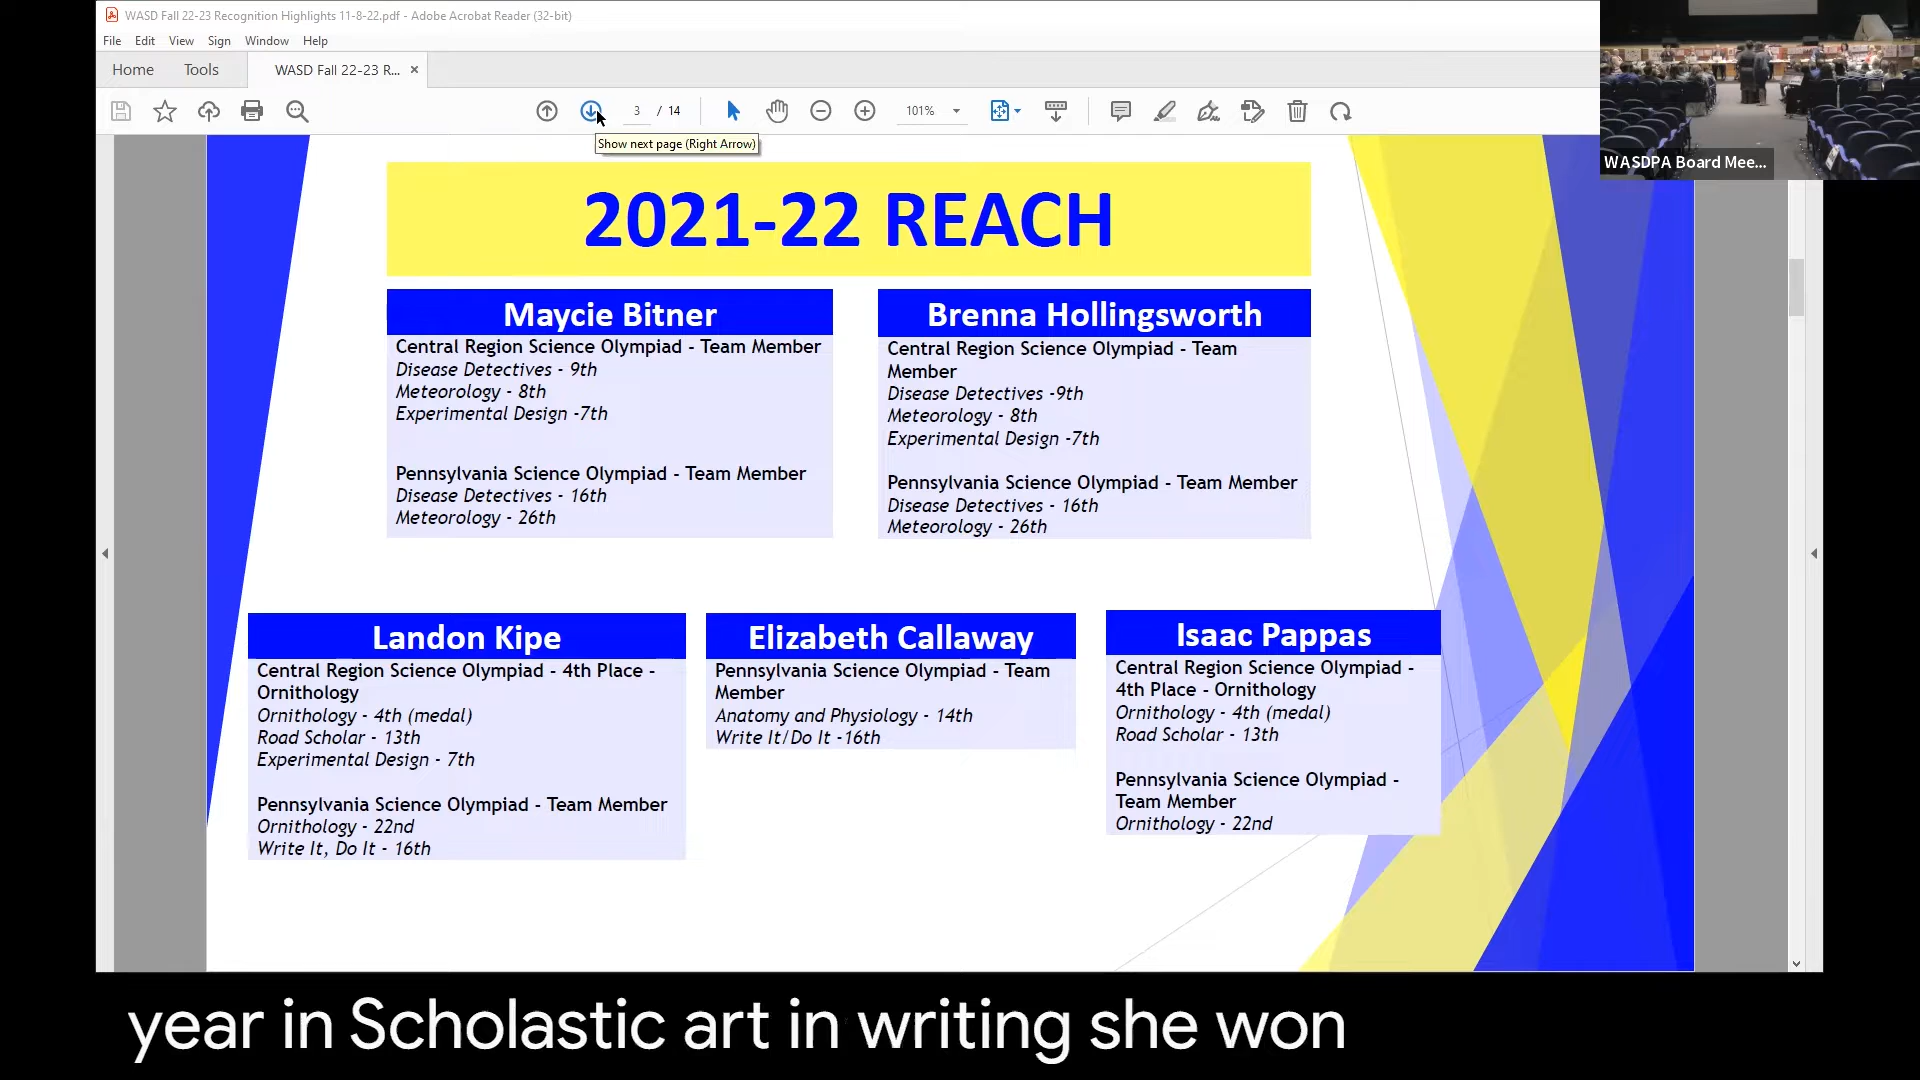 WASD Fall 22-23 Recognition Highlights 11-8-22.pdf - Adobe Acrobat Reader (32-bit)
File Edit View Sign Window Help
Home Tools WASD Fall 22-23 R... ×
3 / 14 101%
Show next page (Right Arrow)
WASDPA Board Mee...
2021-22 REACH
Maycie Bitner
Central Region Science Olympiad - Team Member
Disease Detectives - 9th
Meteorology - 8th
Experimental Design -7th
Pennsylvania Science Olympiad - Team Member
Disease Detectives - 16th
Meteorology - 26th
Brenna Hollingsworth
Central Region Science Olympiad - Team
Member
Disease Detectives -9th
Meteorology - 8th
Experimental Design -7th
Pennsylvania Science Olympiad - Team Member
Disease Detectives - 16th
Meteorology - 26th
Landon Kipe
Central Region Science Olympiad - 4th Place -
Ornithology
Ornithology - 4th (medal)
Road Scholar - 13th
Experimental Design - 7th
Pennsylvania Science Olympiad - Team Member
Ornithology - 22nd
Write It, Do It - 16th
Elizabeth Callaway
Pennsylvania Science Olympiad - Team
Member
Anatomy and Physiology - 14th
Write It/Do It -16th
Isaac Pappas
Central Region Science Olympiad -
4th Place - Ornithology
Ornithology - 4th (medal)
Road Scholar - 13th
Pennsylvania Science Olympiad -
Team Member
Ornithology - 22nd
year in Scholastic art in writing she won